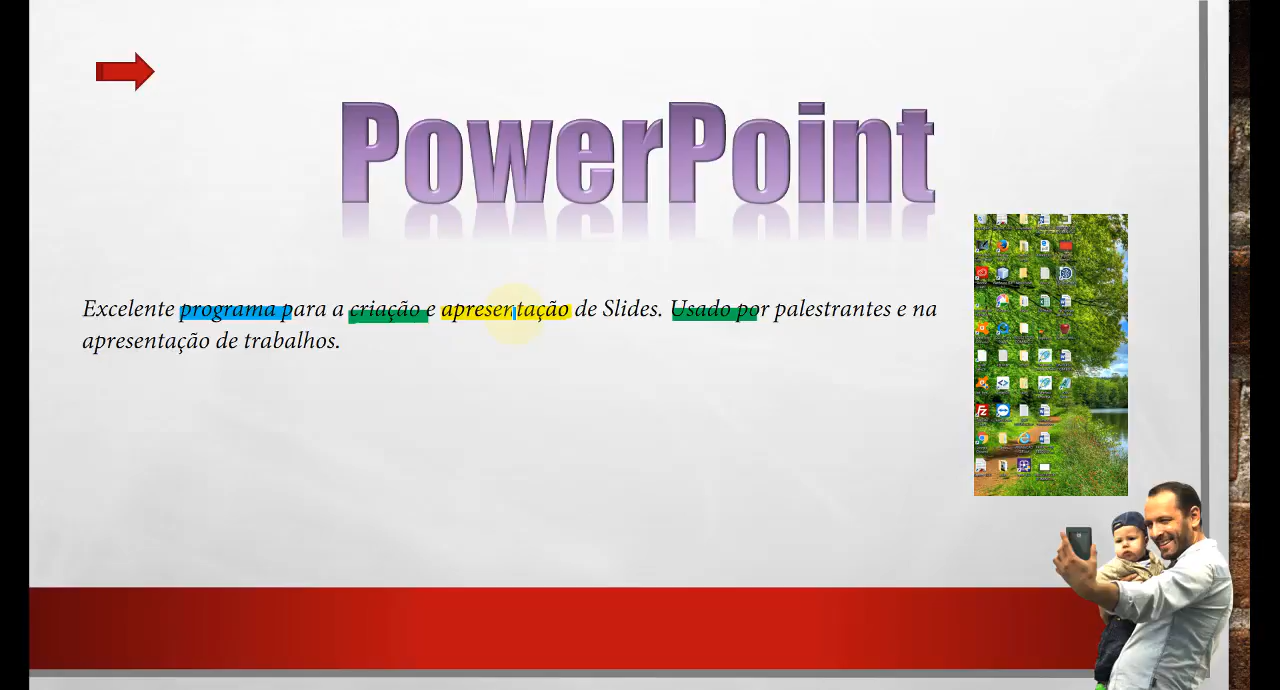 PowerPoint
Excelente programa para a criação e apresentação de Slides. Usado por palestrantes e na
apresentação de trabalhos.